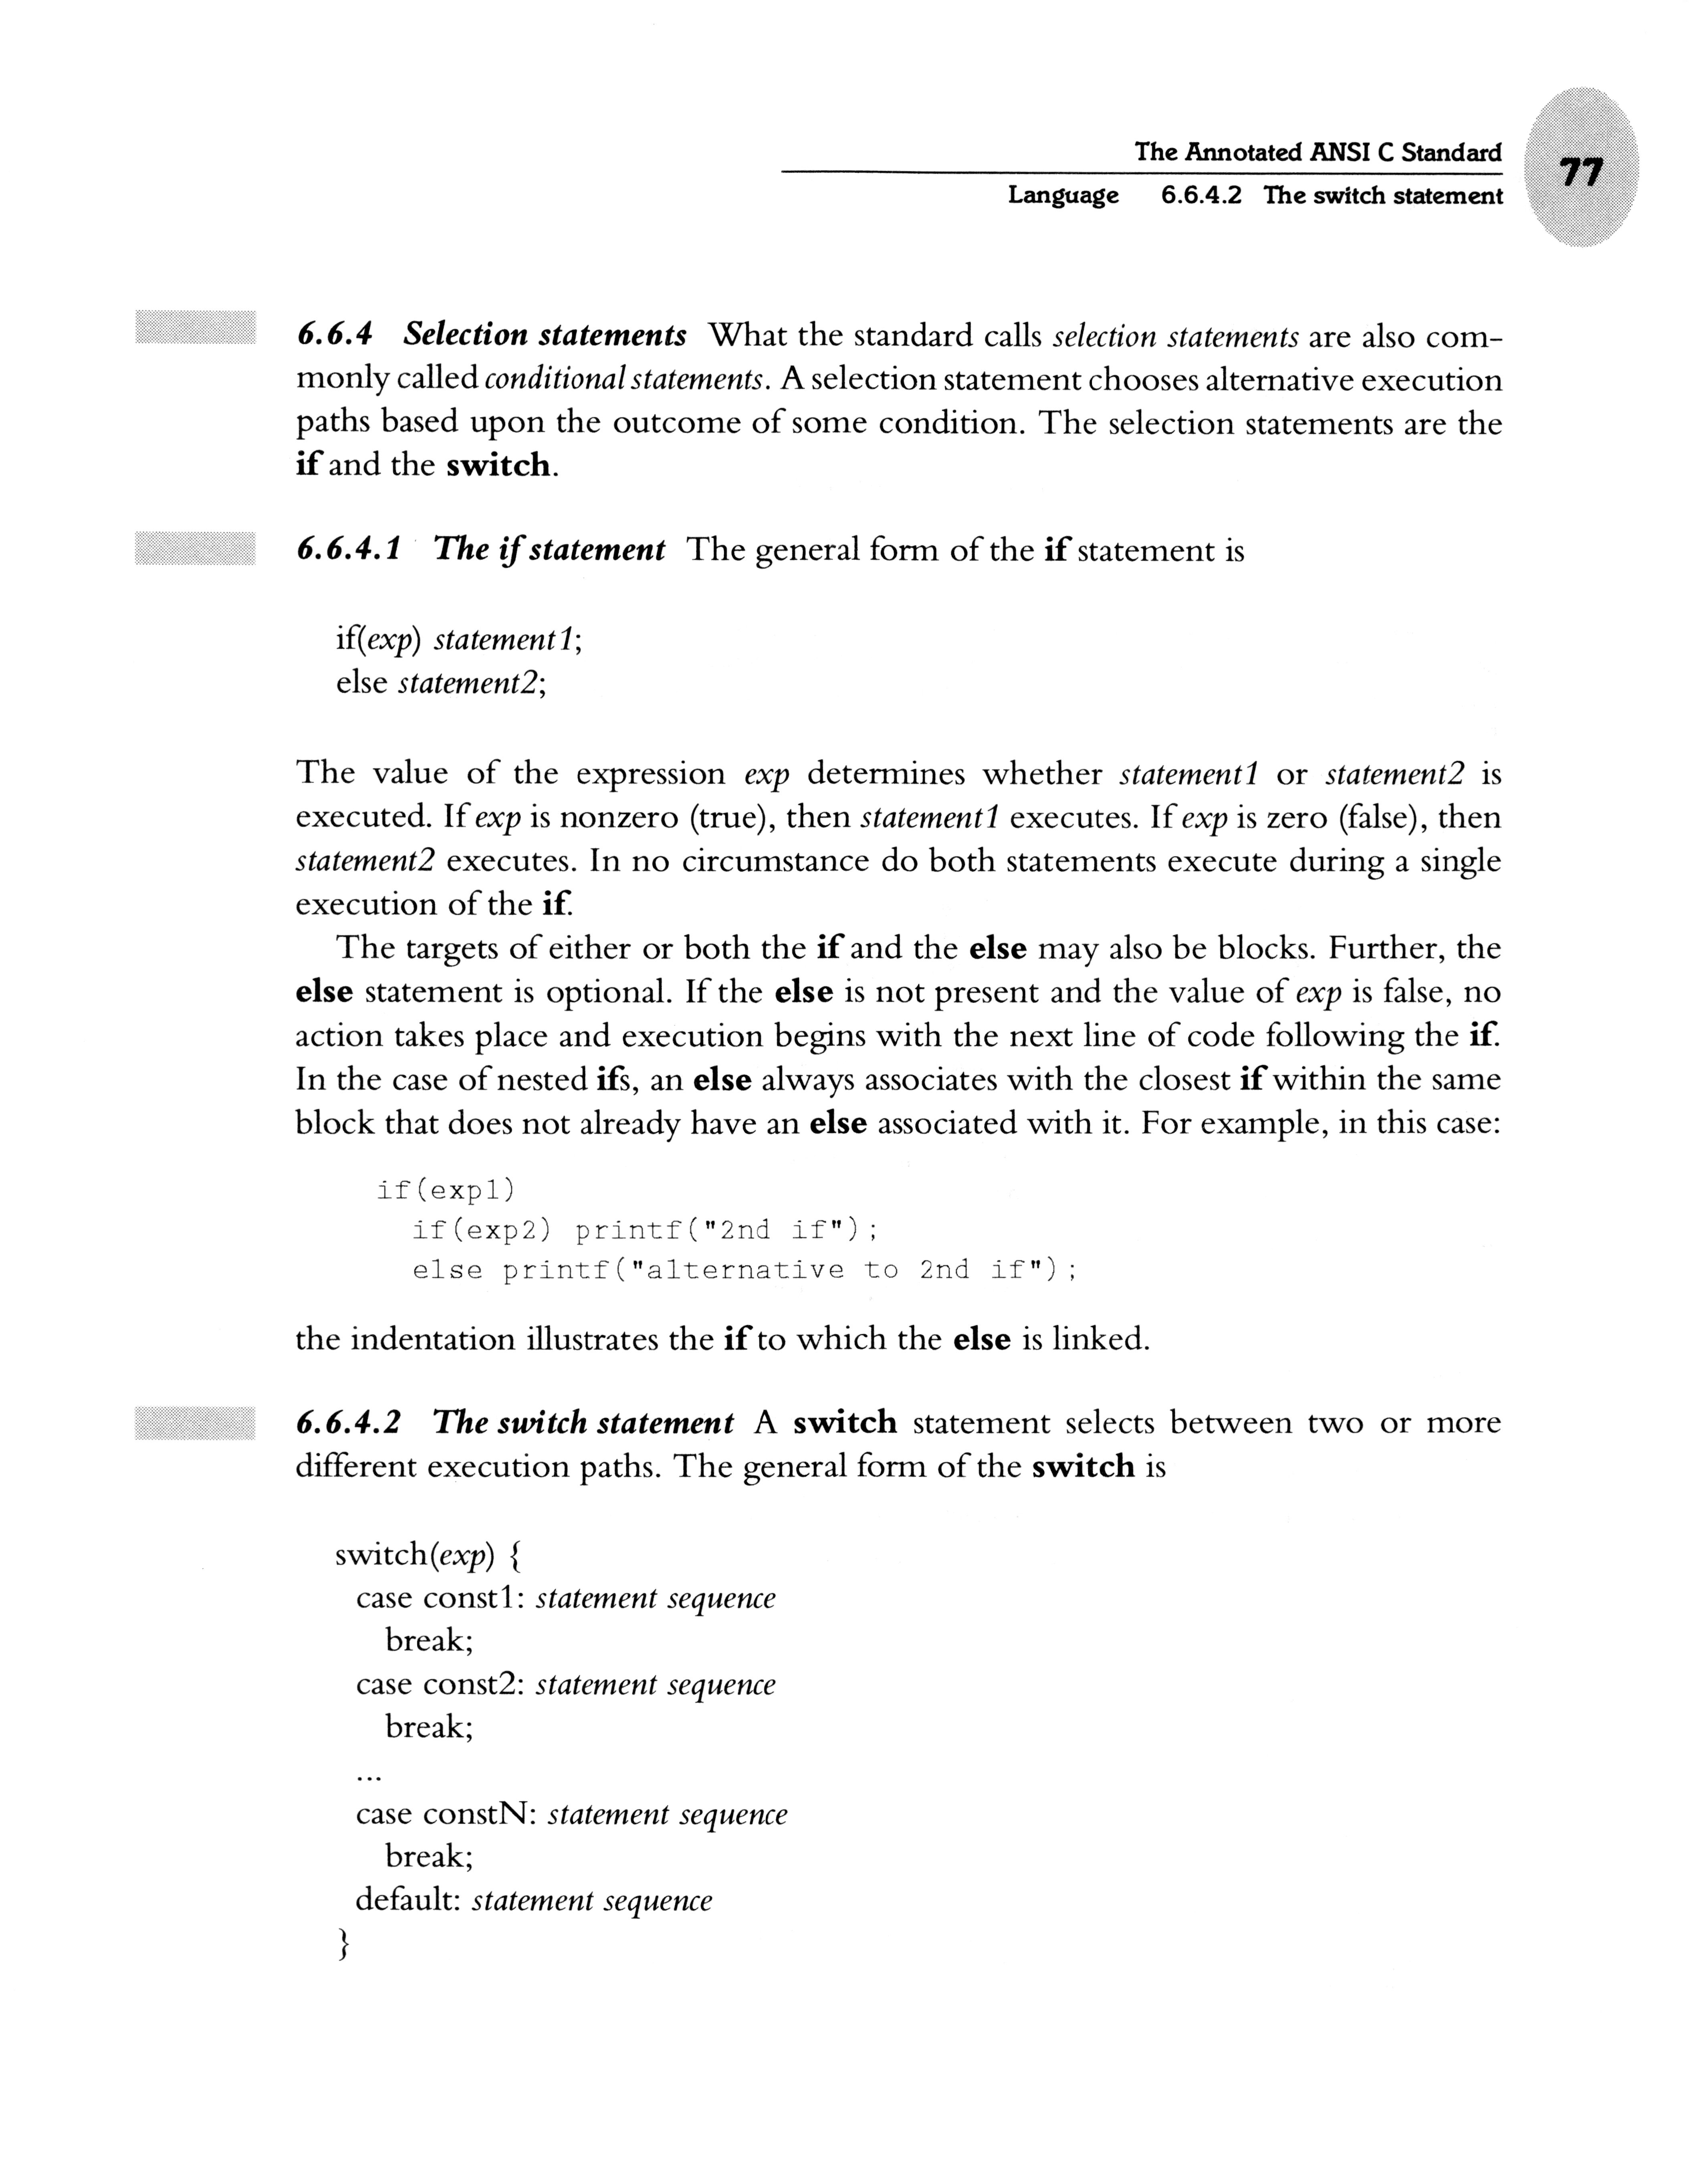 The Annotated ANSI C Standard
77
Language 6.6.4.2 The switch statement
6.6.4 Selection statements What the standard calls selection statements are also com-
monly called conditional statements. A selection statement chooses alternative execution
paths based upon the outcome of some condition. The selection statements are the
if and the switch.
6.6.4.1 The if statement The general form of the if statement is
if(exp) statement1;
else statement2;
The value of the expression exp determines whether statement1 or statement2 is
executed. If exp is nonzero (true), then statement1 executes. If exp is zero (false), then
statement2 executes. In no circumstance do both statements execute during a single
execution of the if.
The targets of either or both the if and the else may also be blocks. Further, the
else statement is optional. If the else is not present and the value of exp is false, no
action takes place and execution begins with the next line of code following the if.
In the case of nested ifs, an else always associates with the closest if within the same
block that does not already have an else associated with it. For example, in this case:
if(exp1)
if(exp2) printf("2nd if");
else printf("alternative to 2nd if");
the indentation illustrates the if to which the else is linked.
6.6.4.2 The switch statement A switch statement selects between two or more
different execution paths. The general form of the switch is
switch(exp) {
case const1: statement sequence
break;
case const2: statement sequence
break;
...
case constN: statement sequence
break;
default: statement sequence
}